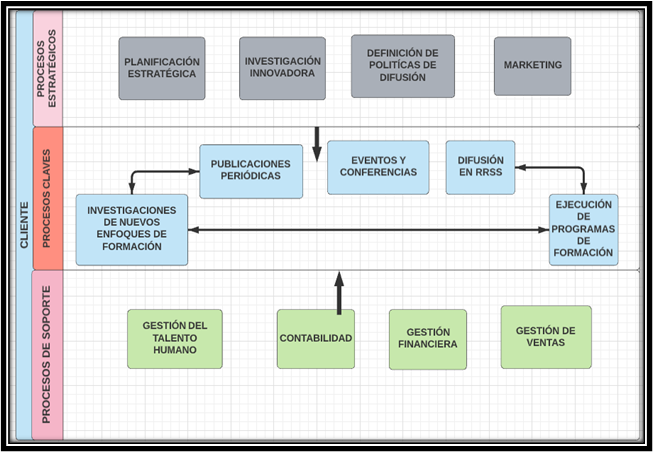 CLIENTE
PROCESOS
ESTRATÉGICOS
PLANIFICACIÓN
ESTRATÉGICA
INVESTIGACIÓN
INNOVADORA
DEFINICIÓN DE
POLITÍCAS DE
DIFUSIÓN
MARKETING
PROCESOS CLAVES
PUBLICACIONES
PERIÓDICAS
EVENTOS Y
CONFERENCIAS
DIFUSIÓN
EN RRSS
INVESTIGACIONES
DE NUEVOS
ENFOQUES DE
FORMACIÓN
EJECUCIÓN
DE
PROGRAMAS
DE
FORMACIÓN
PROCESOS DE SOPORTE
GESTIÓN DEL
TALENTO
HUMANO
CONTABILIDAD
GESTIÓN
FINANCIERA
GESTIÓN DE
VENTAS